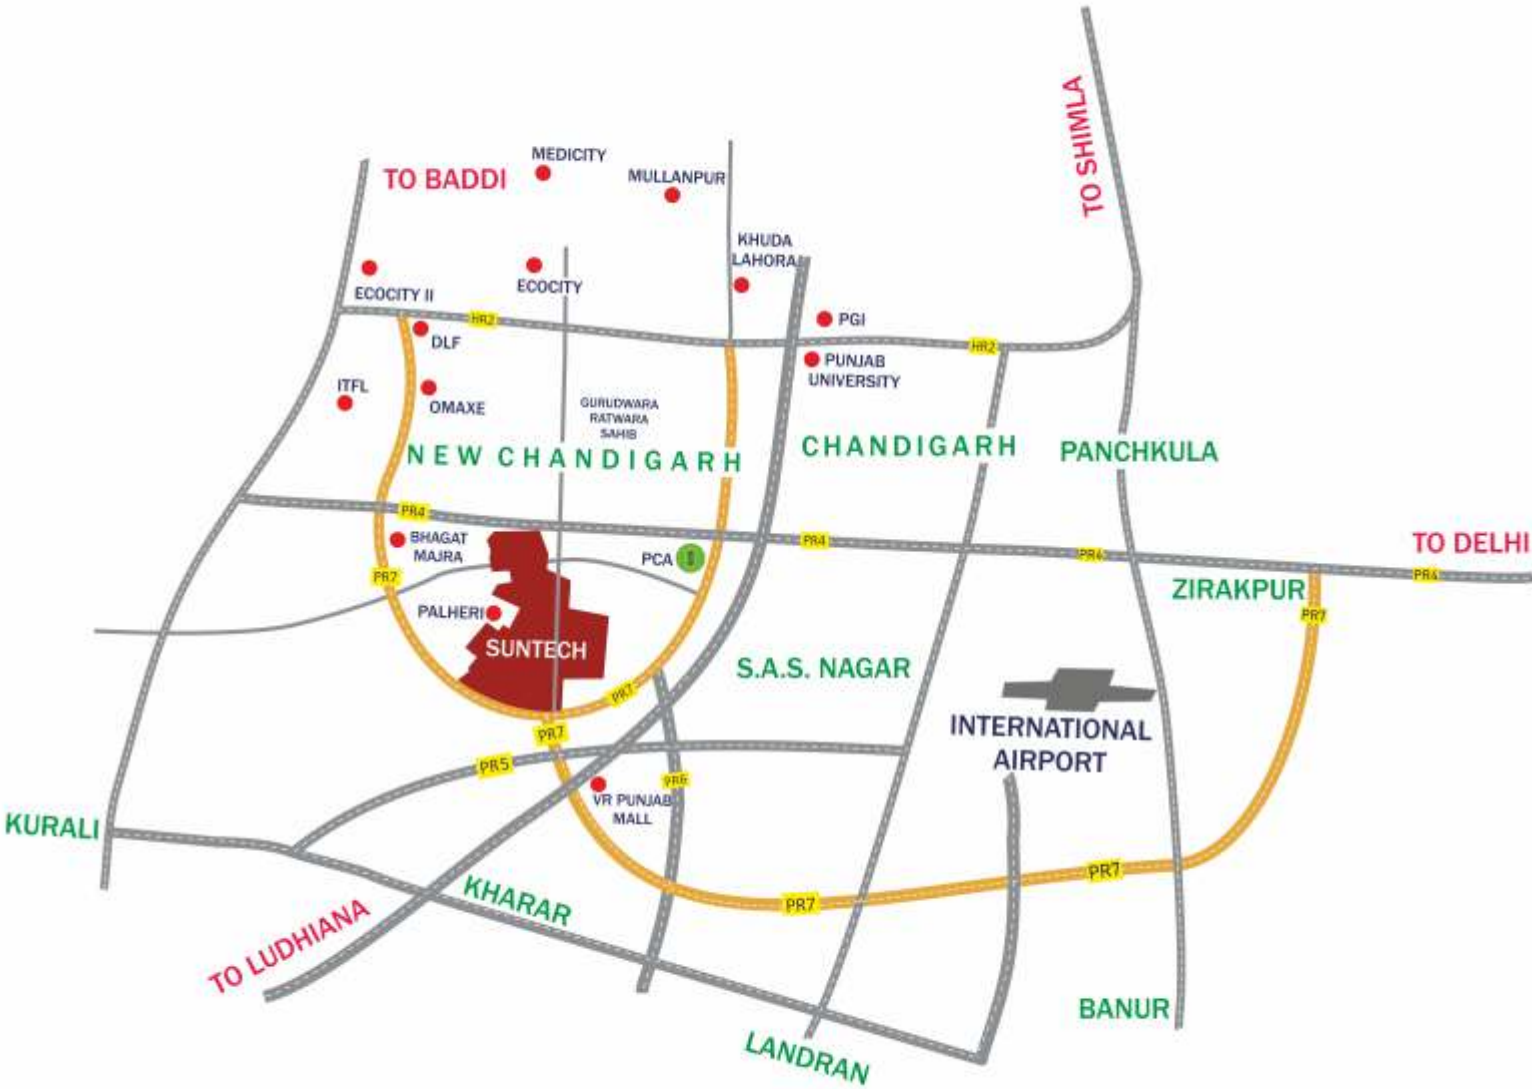 TO SHIMLA
MEDICITY
TO BADDI
MULLANPUR
KHUDA
LAHORA
ECOCITY II
ECOCITY
HR2
PGI
DLF
HR2
PUNJAB
UNIVERSITY
ITFL
OMAXE
GURUDWARA
RATWARA
SAHIB
NEW CHANDIGARH
CHANDIGARH
PANCHKULA
PR4
BHAGAT
MAJRA
PCA
PR4
PR4
TO DELHI
PR4
PR7
ZIRAKPUR
PALHERI
PR7
SUNTECH
S.A.S. NAGAR
PR7
PR7
INTERNATIONAL
AIRPORT
PR5
VR PUNJAB
MALL
KURALI
PR7
KHARAR
PR7
TO LUDHIANA
BANUR
LANDRAN